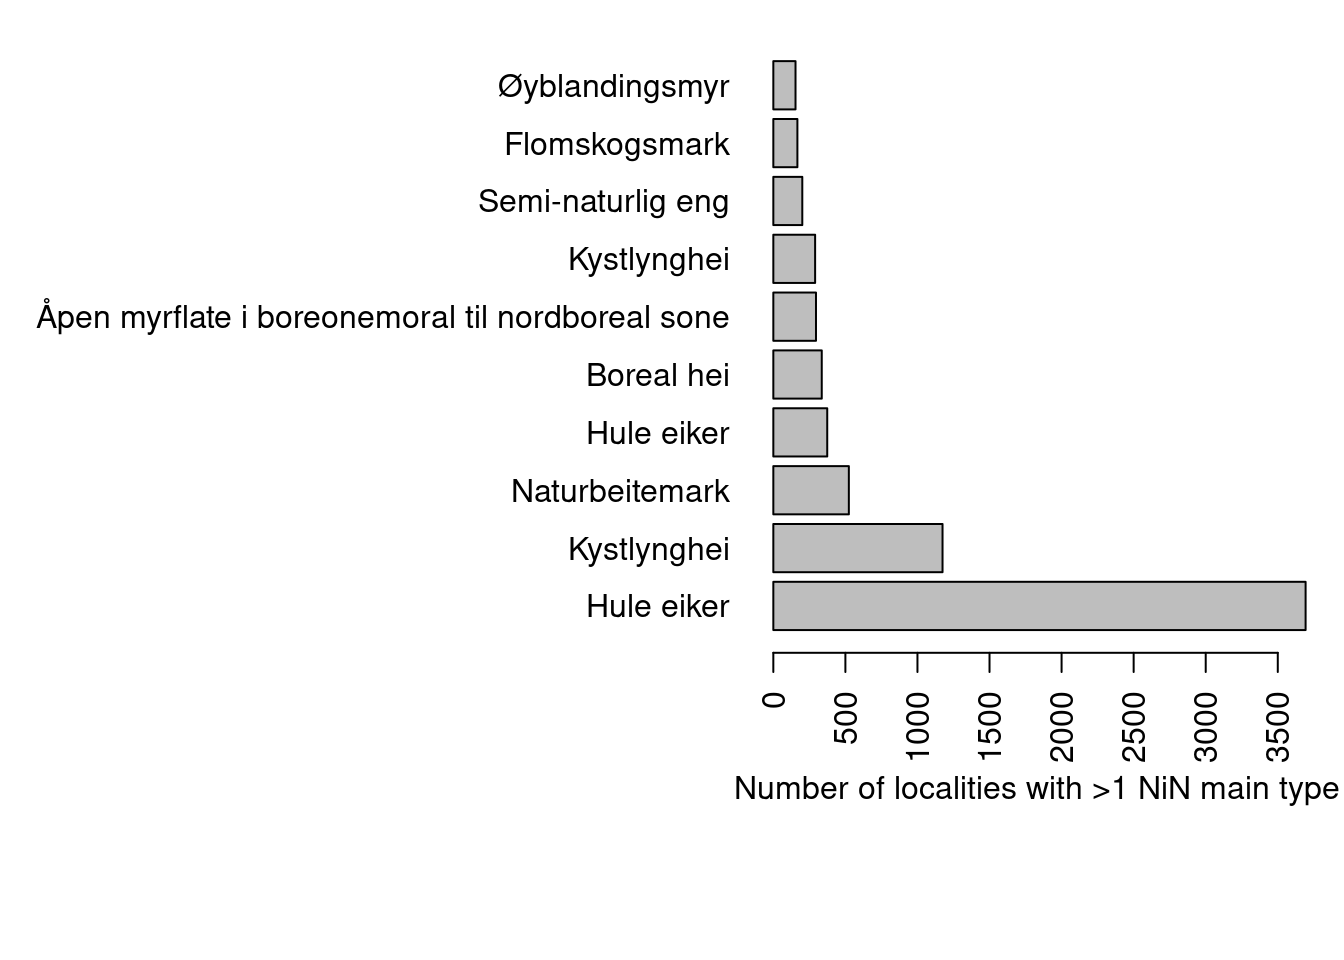 Øyblandingsmyr
Flomskogsmark
Semi-naturlig eng
Kystlynghei
Åpen myrflate i boreonemoral til nordboreal sone
Boreal hei
Hule eiker
Naturbeitemark
Kystlynghei
Hule eiker
0
500
1000
1500
2000
2500
3000
3500
Number of localities with >1 NiN main type